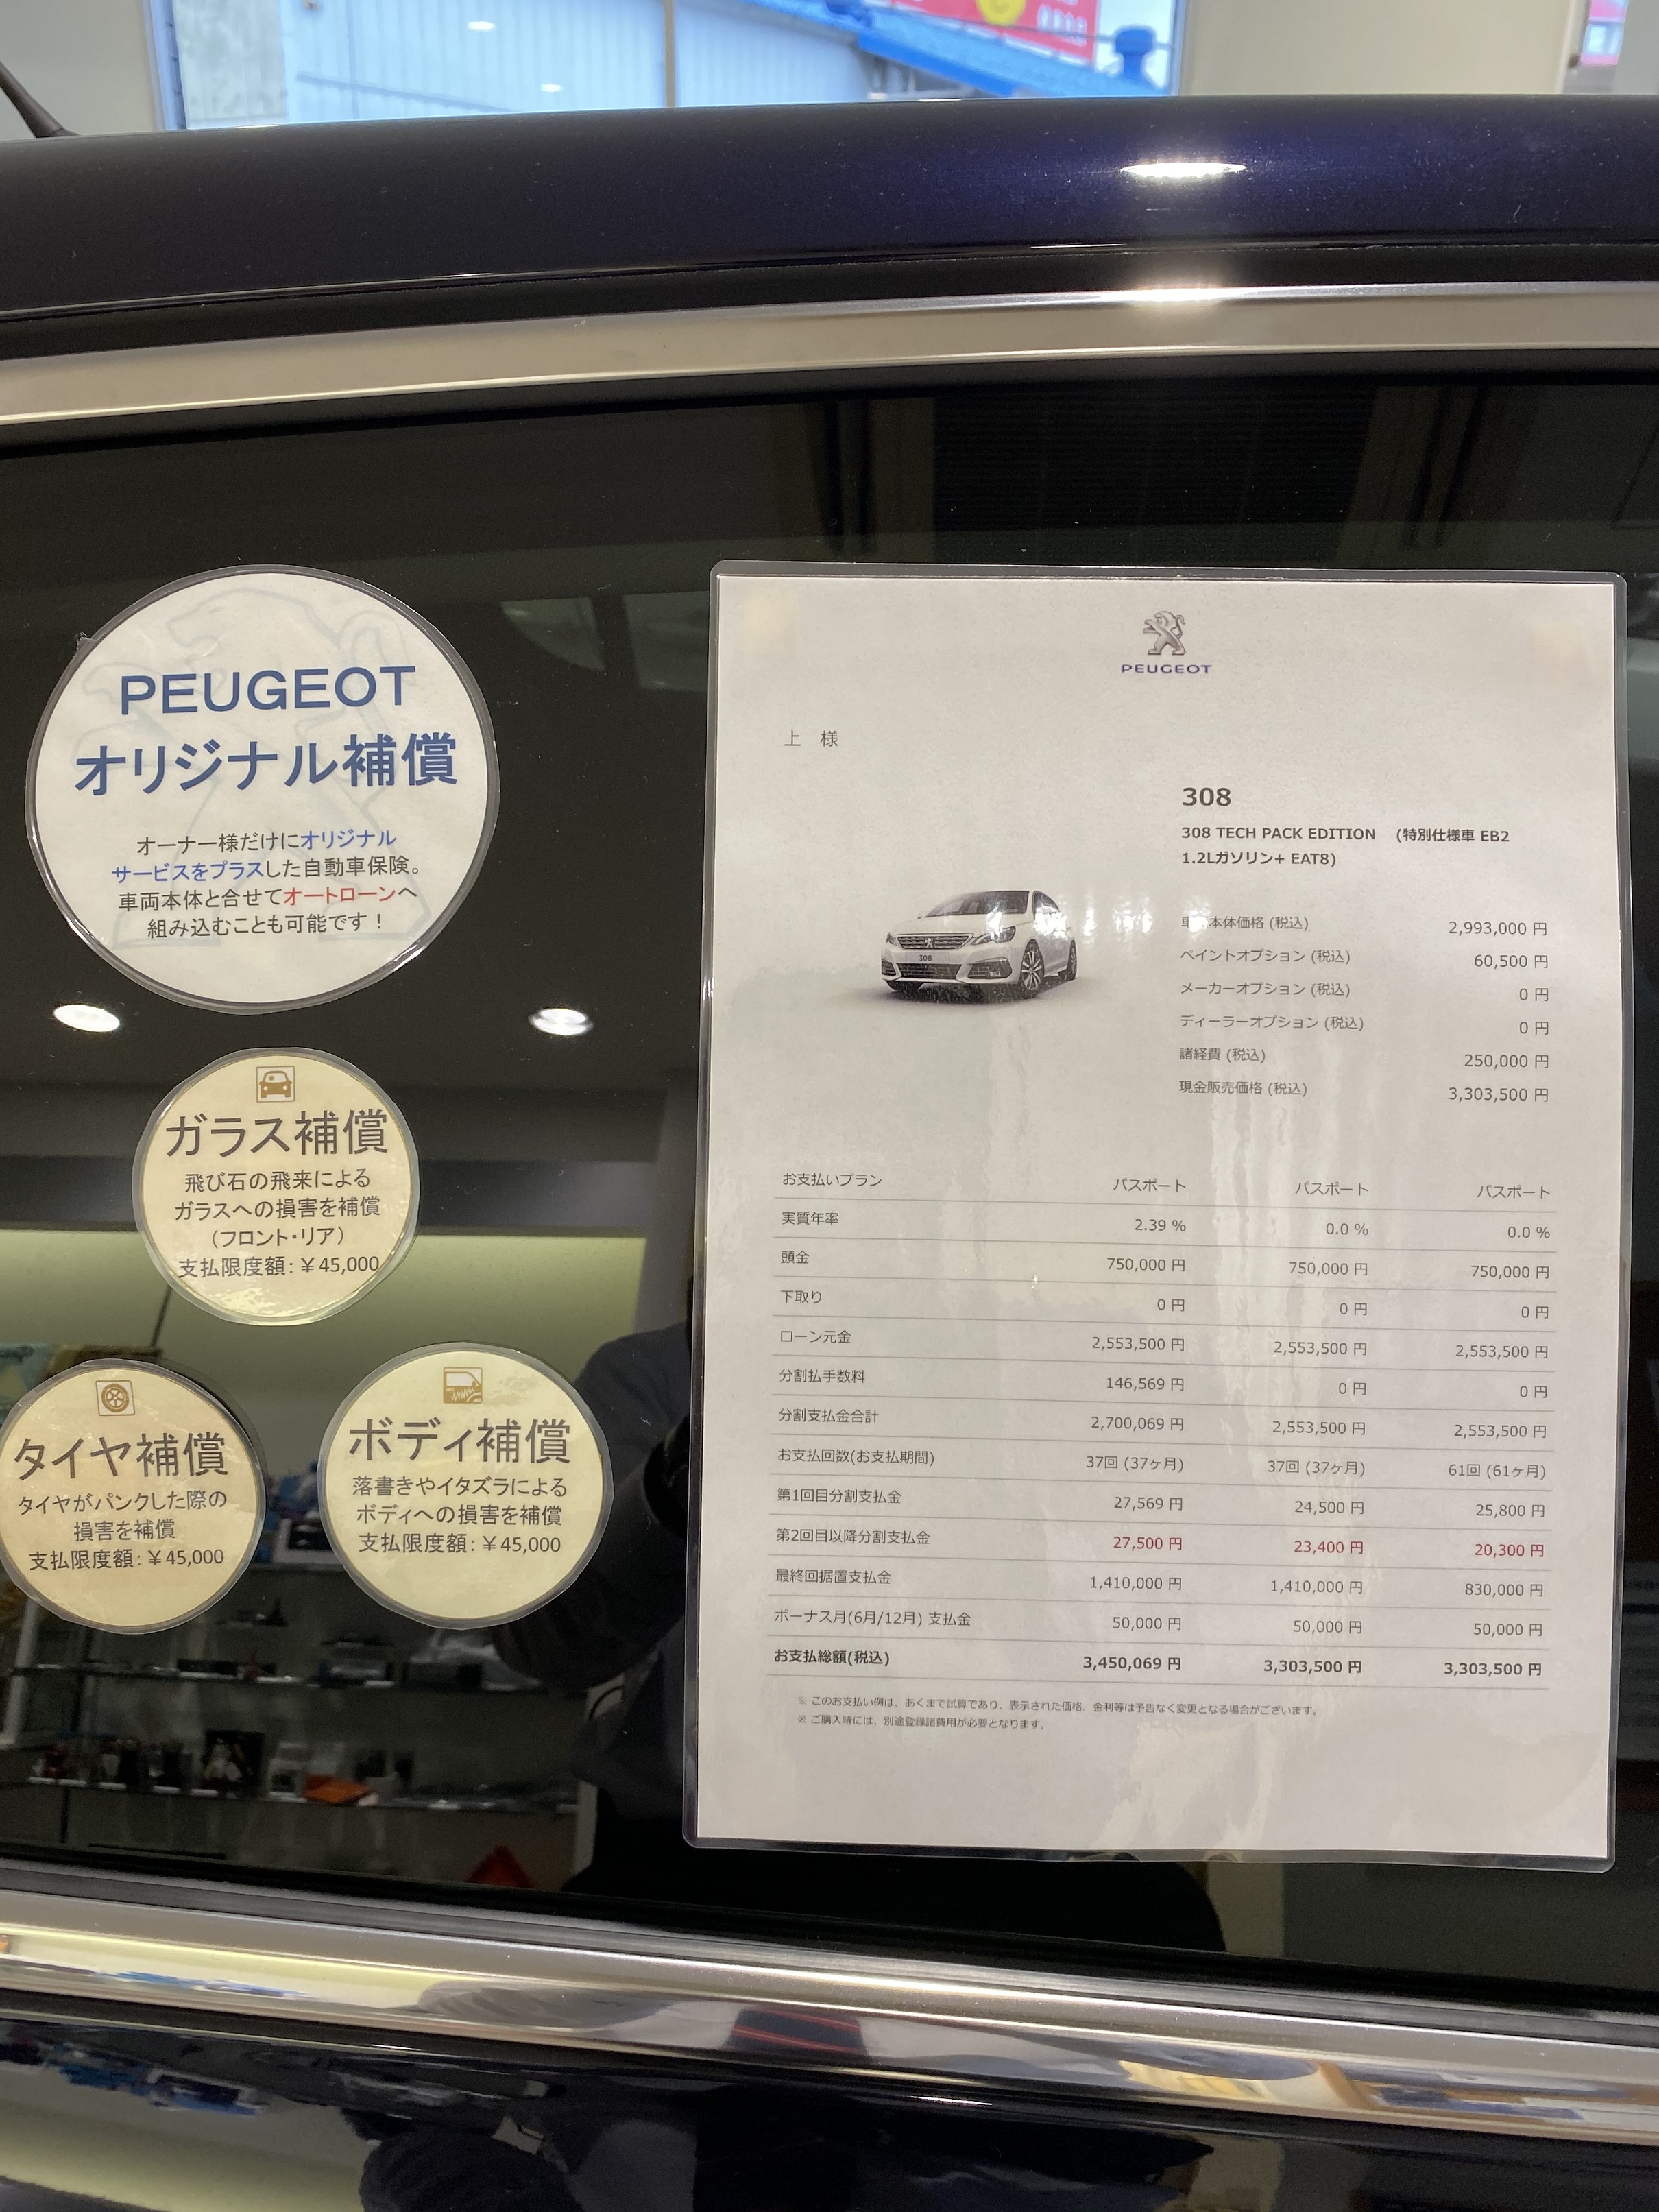 PEUGEOT
オリジナル補償
オーナー様だけにオリジナル
サービスをプラスした自動車保険。
車両本体と合せてオートローンへ
組み込むことも可能です!
ガラス補償
飛び石の飛来による
ガラスへの損害を補償
(フロント・リア)
支払限度額:¥45,000
タイヤ補償
タイヤがパンクした際の
損害を補償
支払限度額:¥45,000
ボディ補償
落書きやイタズラによる
ボディへの損害を補償
支払限度額:¥45,000
PEUGEOT
上 様
308
308 TECH PACK EDITION (特別仕様車 EB2
1.2Lガソリン+ EAT8)
308
車両本体価格 (税込) 2,993,000 円
ペイントオプション (税込) 60,500 円
メーカーオプション (税込) 0 円
ディーラーオプション (税込) 0 円
諸経費 (税込) 250,000 円
現金販売価格 (税込) 3,303,500 円
お支払いプラン パスポート パスポート パスポート
実質年率 2.39 % 0.0 % 0.0 %
頭金 750,000 円 750,000 円 750,000 円
下取り 0 円 0 円 0 円
ローン元金 2,553,500 円 2,553,500 円 2,553,500 円
分割払手数料 146,569 円 0 円 0 円
分割支払金合計 2,700,069 円 2,553,500 円 2,553,500 円
お支払回数(お支払期間) 37回 (37ヶ月) 37回 (37ヶ月) 61回 (61ヶ月)
第1回目分割支払金 27,569 円 24,500 円 25,800 円
第2回目以降分割支払金 27,500 円 23,400 円 20,300 円
最終回据置支払金 1,410,000 円 1,410,000 円 830,000 円
ボーナス月(6月/12月) 支払金 50,000 円 50,000 円 50,000 円
お支払総額(税込) 3,450,069 円 3,303,500 円 3,303,500 円
※ このお支払い例は、あくまで試算であり、表示された価格、金利等は予告なく変更となる場合がございます。
※ ご購入時には、別途登録諸費用が必要となります。